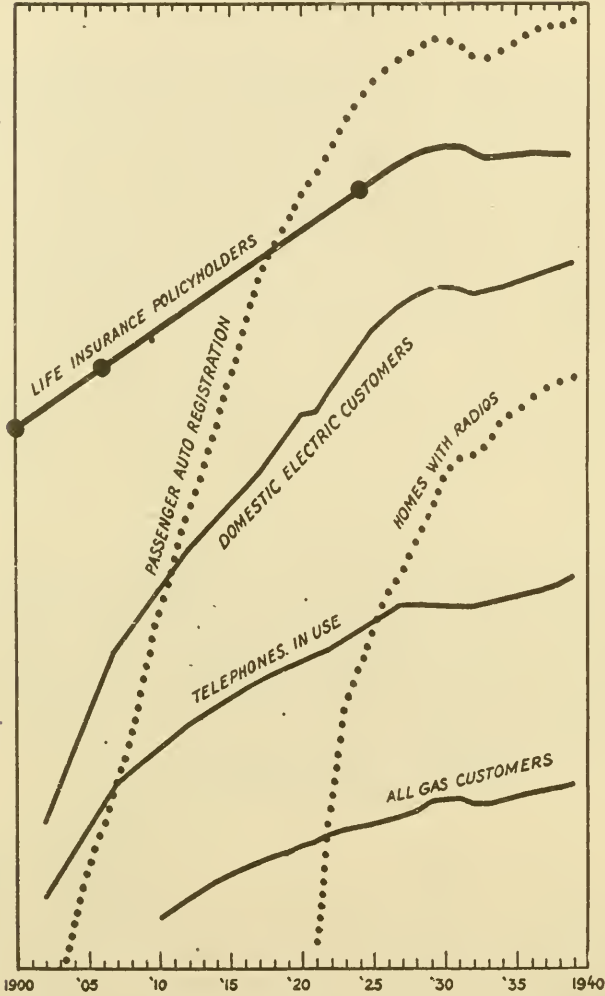 LIFE INSURANCE POLICYHOLDERS
PASSENGER AUTO REGISTRATION
DOMESTIC ELECTRIC CUSTOMERS
HOMES WITH RADIOS
TELEPHONES. IN USE
ALL GAS CUSTOMERS
1900 '05 '10 '15 '20 '25 '30 '35 1940